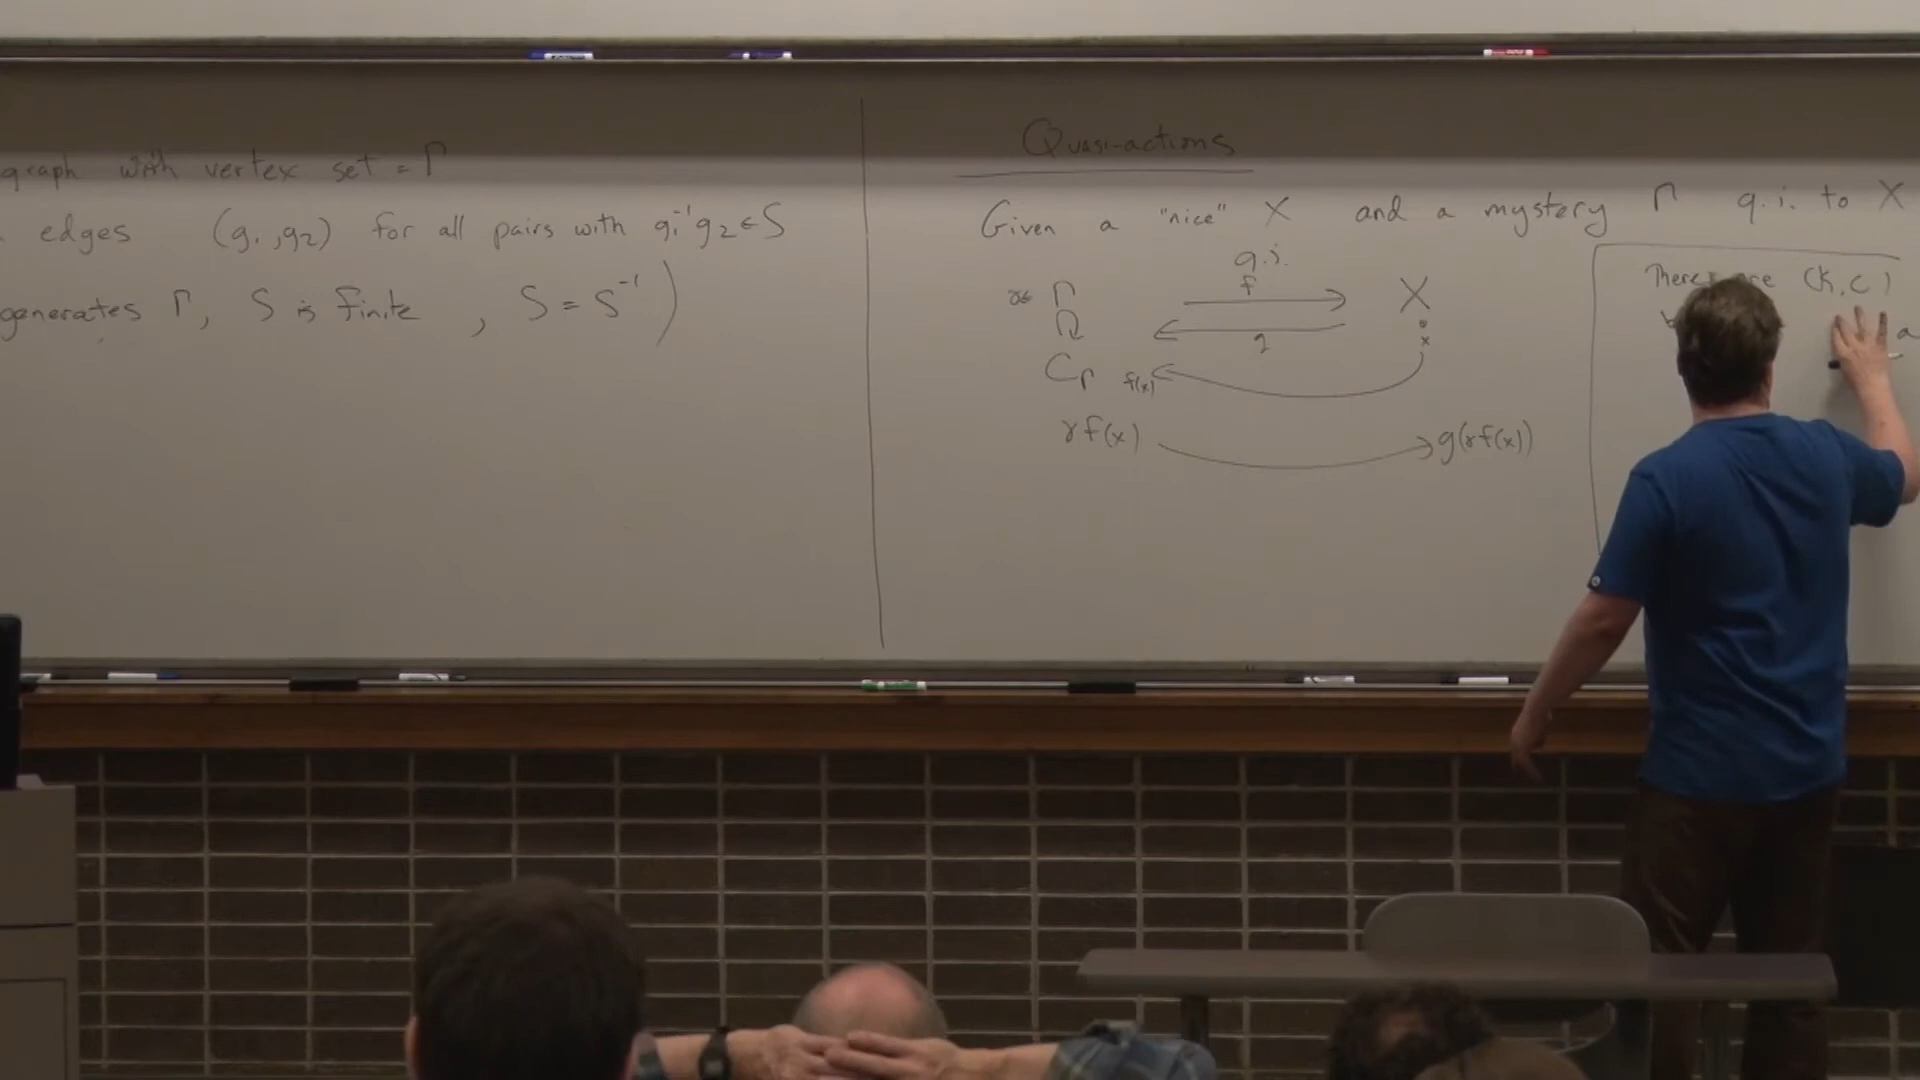 graph with vertex set = Γ
edges (g₁, g₂) for all pairs with g₁⁻¹g₂ ∈ S
generates Γ, S is finite, S = S⁻¹)
Quasi-actions
Given a "nice" X and a mystery Γ q.i. to X
There are (K, C)
q.i.
f
γ ∈ Γ → X
← g
x
C_Γ f(x)
γf(x) → g(γf(x))